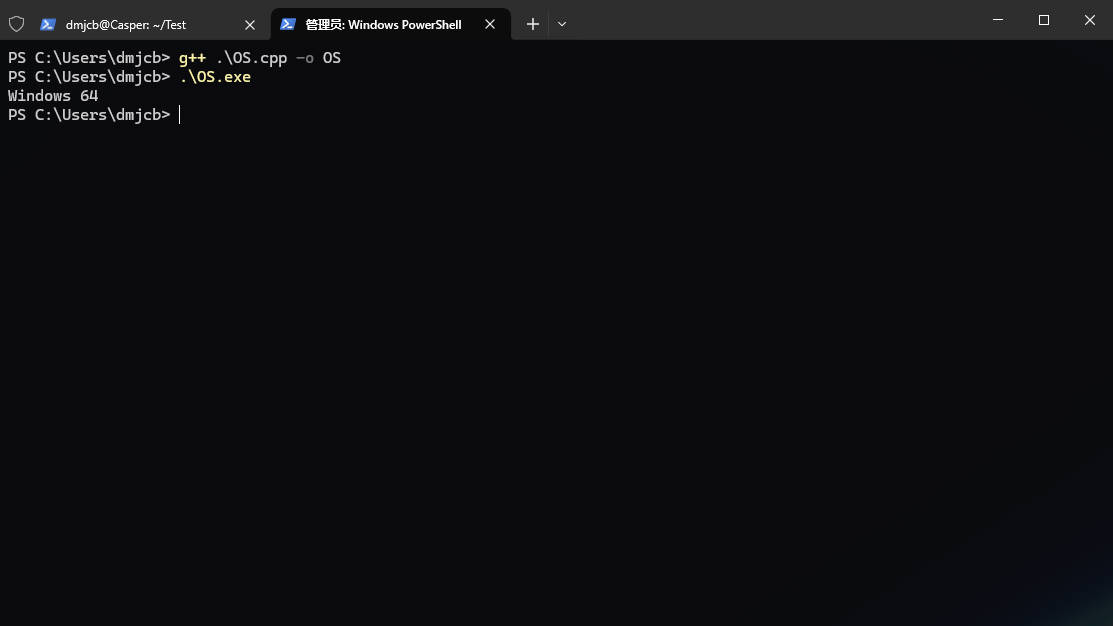 dmjcb@Casper: ~/Test
管理员: Windows PowerShell
PS C:\Users\dmjcb> g++ .\OS.cpp -o OS
PS C:\Users\dmjcb> .\OS.exe
Windows 64
PS C:\Users\dmjcb>